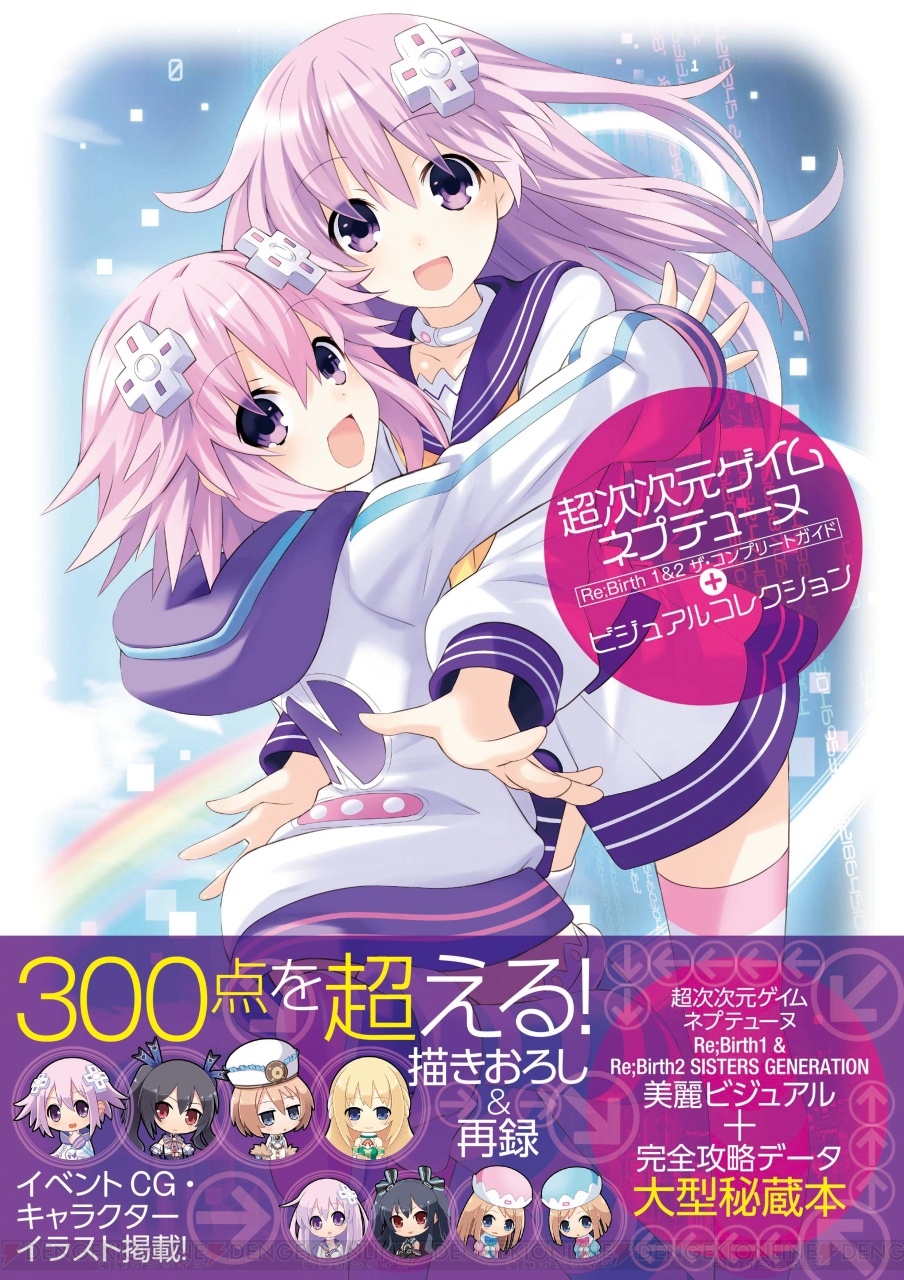 0
1
超次次元ゲイム
ネプテューヌ
Re;Birth 1&2 ザ・コンプリートガイド
+
ビジュアルコレクション
300点を超える!
描きおろし
&
再録
イベントCG・
キャラクター
イラスト掲載!
超次次元ゲイム
ネプテューヌ
Re;Birth1 &
Re;Birth2 SISTERS GENERATION
美麗ビジュアル
+
完全攻略データ
大型秘蔵本
DENGEKIONLINE